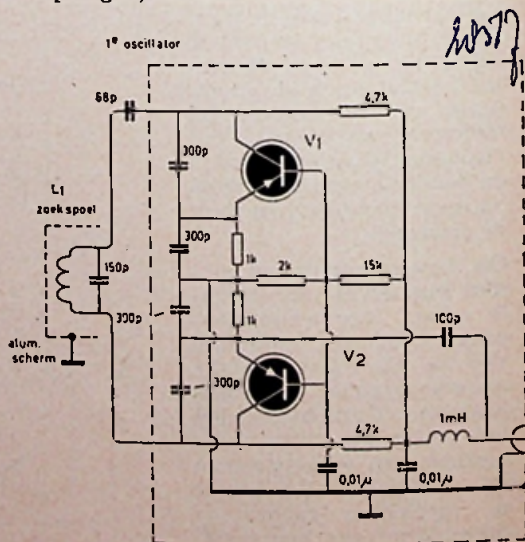 1e oscillator
68p
4,7k
300p
V1
L1
zoekspoel
300p
150p
1k
2k
15k
300p
1k
100p
alum.
scherm
300p
V2
1mH
4,7k
0,01µ
0,01µ